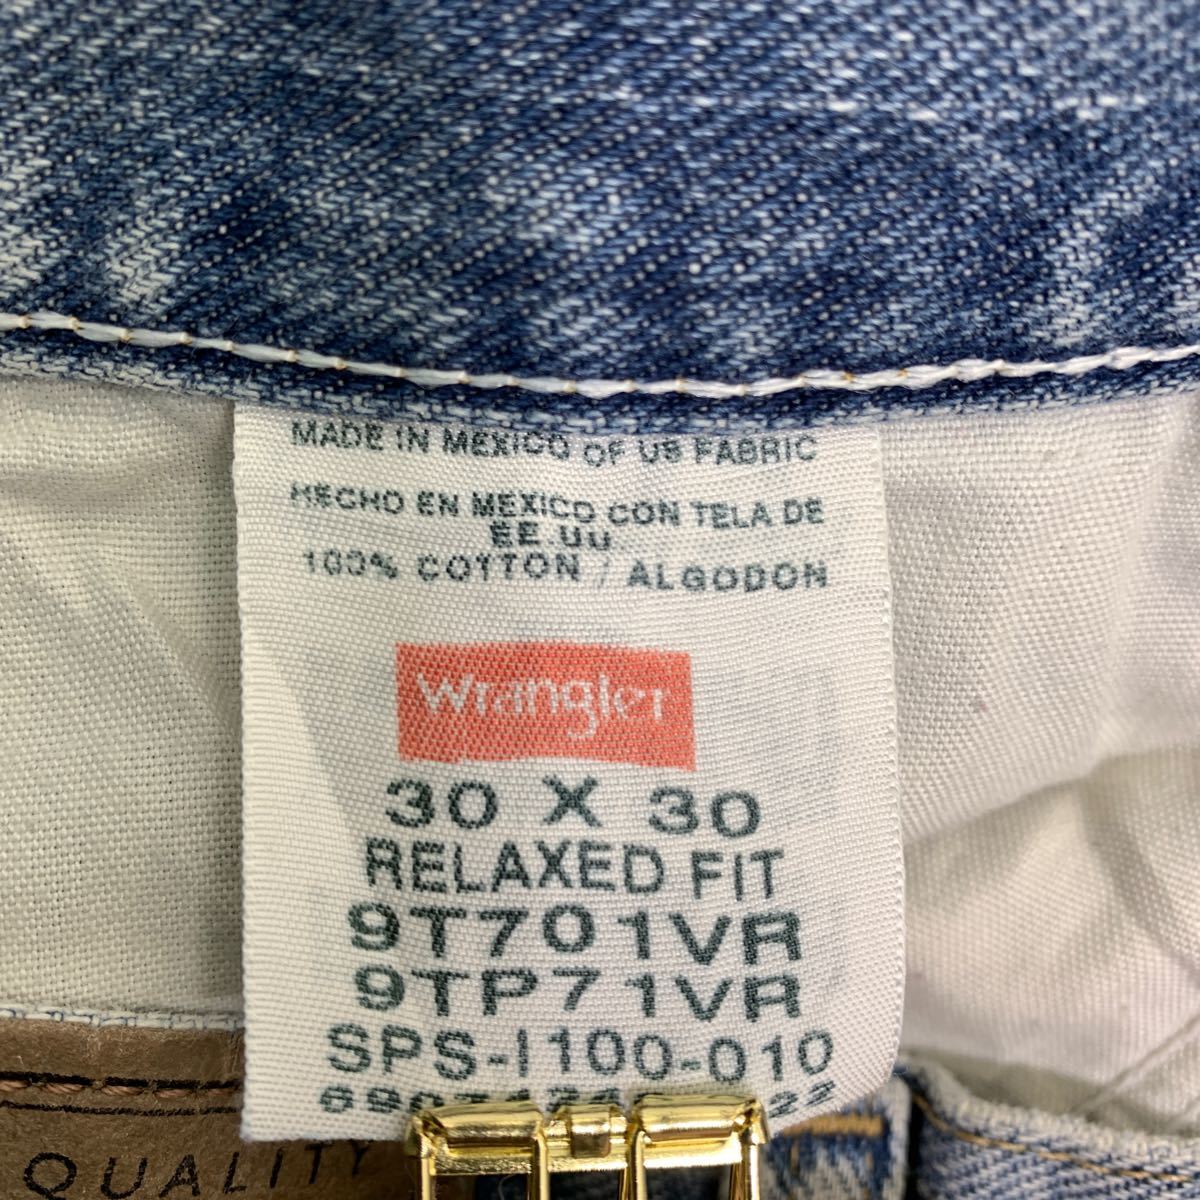 MADE IN MEXICO OF US FABRIC
HECHO EN MEXICO CON TELA DE
EE.UU.
100% COTTON / ALGODON
Wrangler
30 X 30
RELAXED FIT
9T701VR
9TP71VR
SPS-I100-010
QUALITY